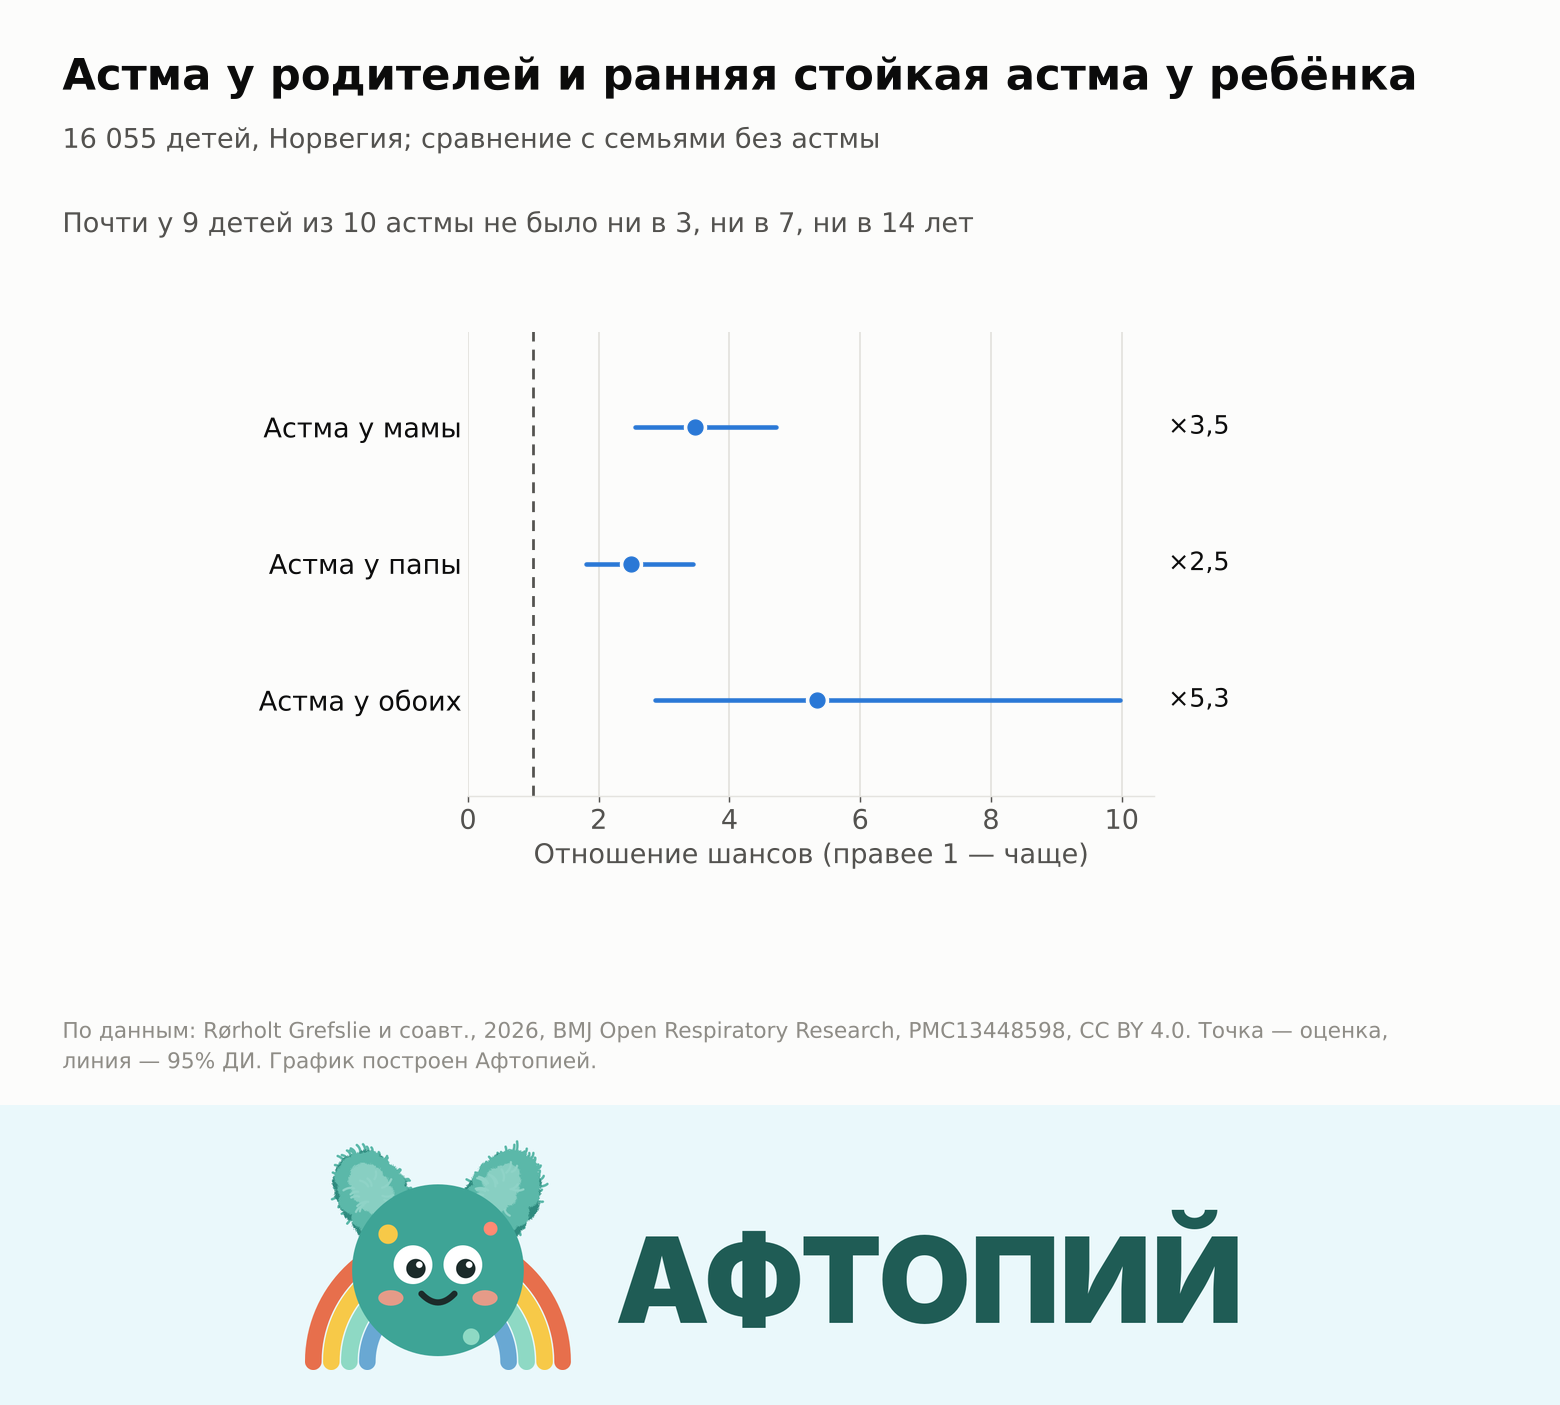 Астма у родителей и ранняя стойкая астма у ребёнка
16 055 детей, Норвегия; сравнение с семьями без астмы
Почти у 9 детей из 10 астмы не было ни в 3, ни в 7, ни в 14 лет
Астма у мамы ×3,5
Астма у папы ×2,5
Астма у обоих ×5,3
0 2 4 6 8 10
Отношение шансов (правее 1 — чаще)
По данным: Rørholt Grefslie и соавт., 2026, BMJ Open Respiratory Research, PMC13448598, CC BY 4.0. Точка — оценка,
линия — 95% ДИ. График построен Афтопией.
АФТОПИЙ